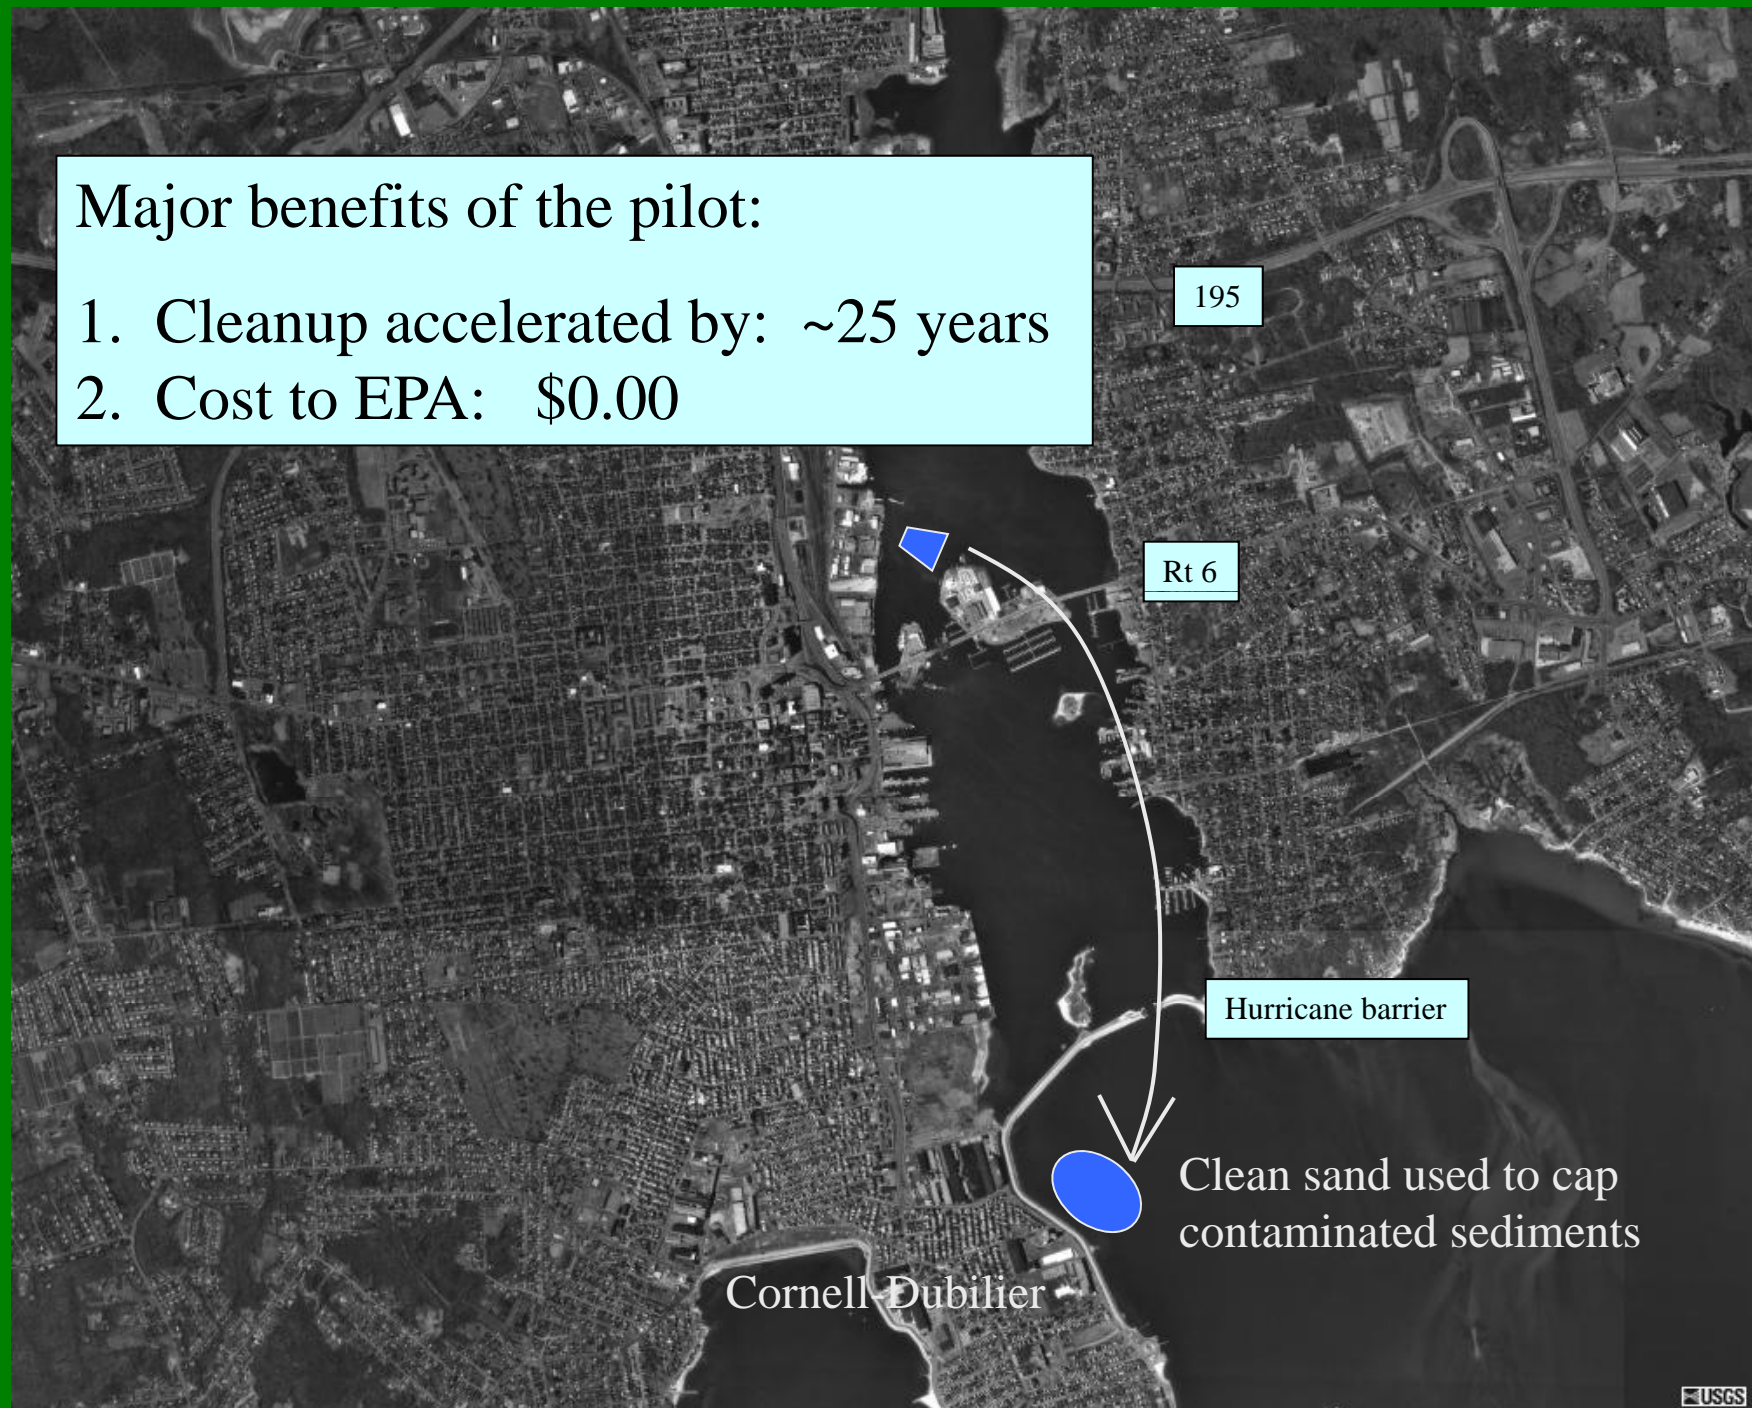 Major benefits of the pilot:
1. Cleanup accelerated by: ~25 years
2. Cost to EPA: $0.00
195
Rt 6
Hurricane barrier
Clean sand used to cap
contaminated sediments
Cornell-Dubilier
USGS